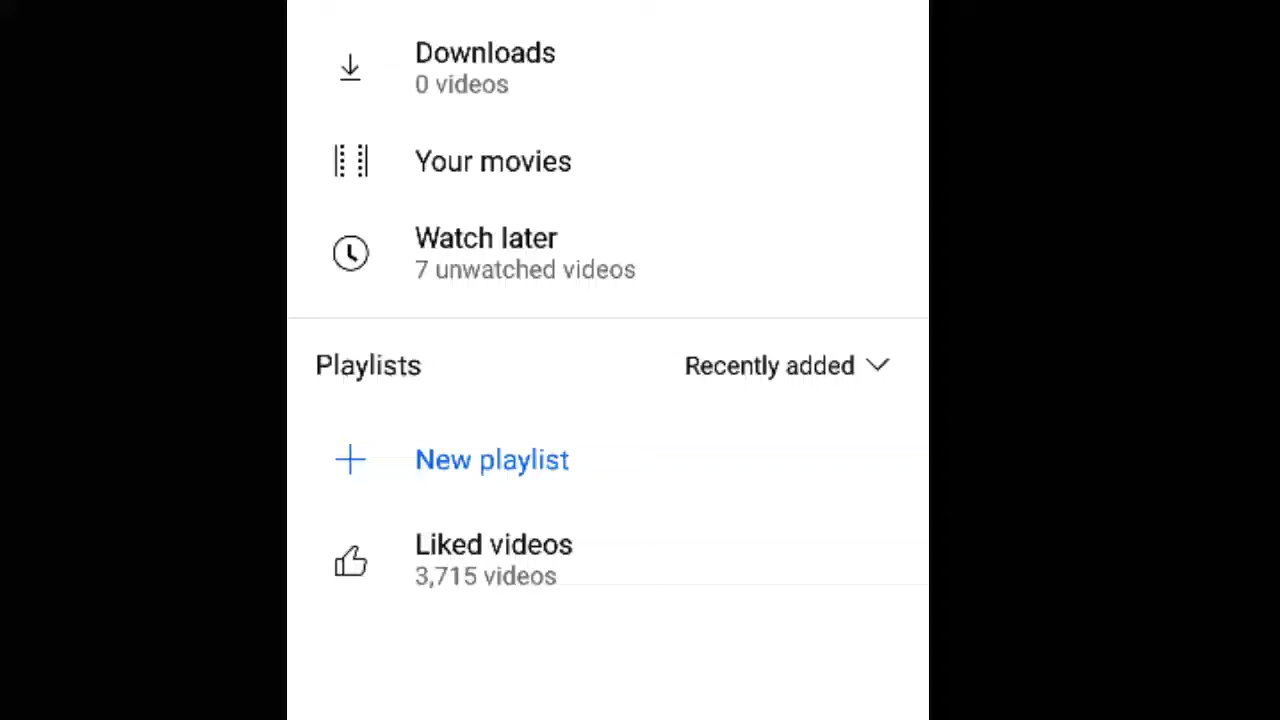 Downloads
0 videos
Your movies
Watch later
7 unwatched videos
Playlists
Recently added
New playlist
Liked videos
3,715 videos